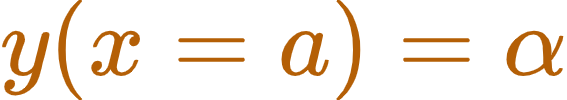 y(x = a) = α